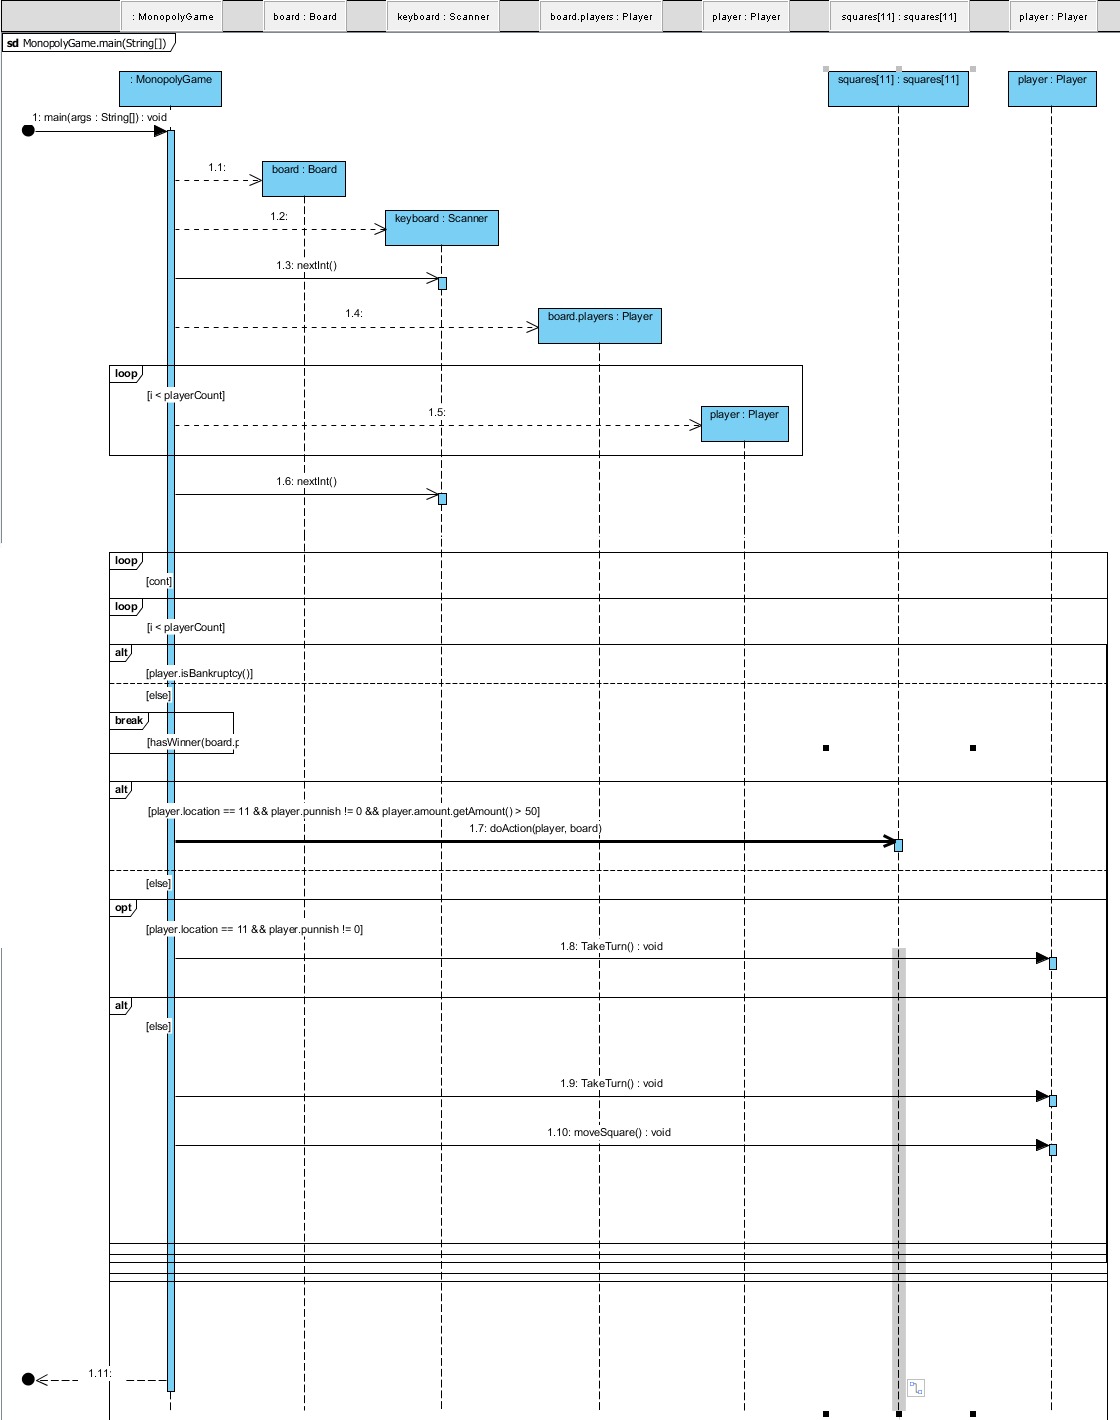 : MonopolyGame board : Board keyboard : Scanner board.players : Player player : Player squares[11] : squares[11] player : Player
sd MonopolyGame.main(String[])
: MonopolyGame squares[11] : squares[11] player : Player
1: main(args : String[]) : void
1.1: board : Board
1.2: keyboard : Scanner
1.3: nextInt()
1.4: board.players : Player
loop
[i < playerCount]
1.5: player : Player
1.6: nextInt()
loop
[cont]
loop
[i < playerCount]
alt
[player.isBankruptcy()]
[else]
break
[hasWinner(board.p
alt
[player.location == 11 && player.punnish != 0 && player.amount.getAmount() > 50]
1.7: doAction(player, board)
[else]
opt
[player.location == 11 && player.punnish != 0]
1.8: TakeTurn() : void
alt
[else]
1.9: TakeTurn() : void
1.10: moveSquare() : void
1.11: